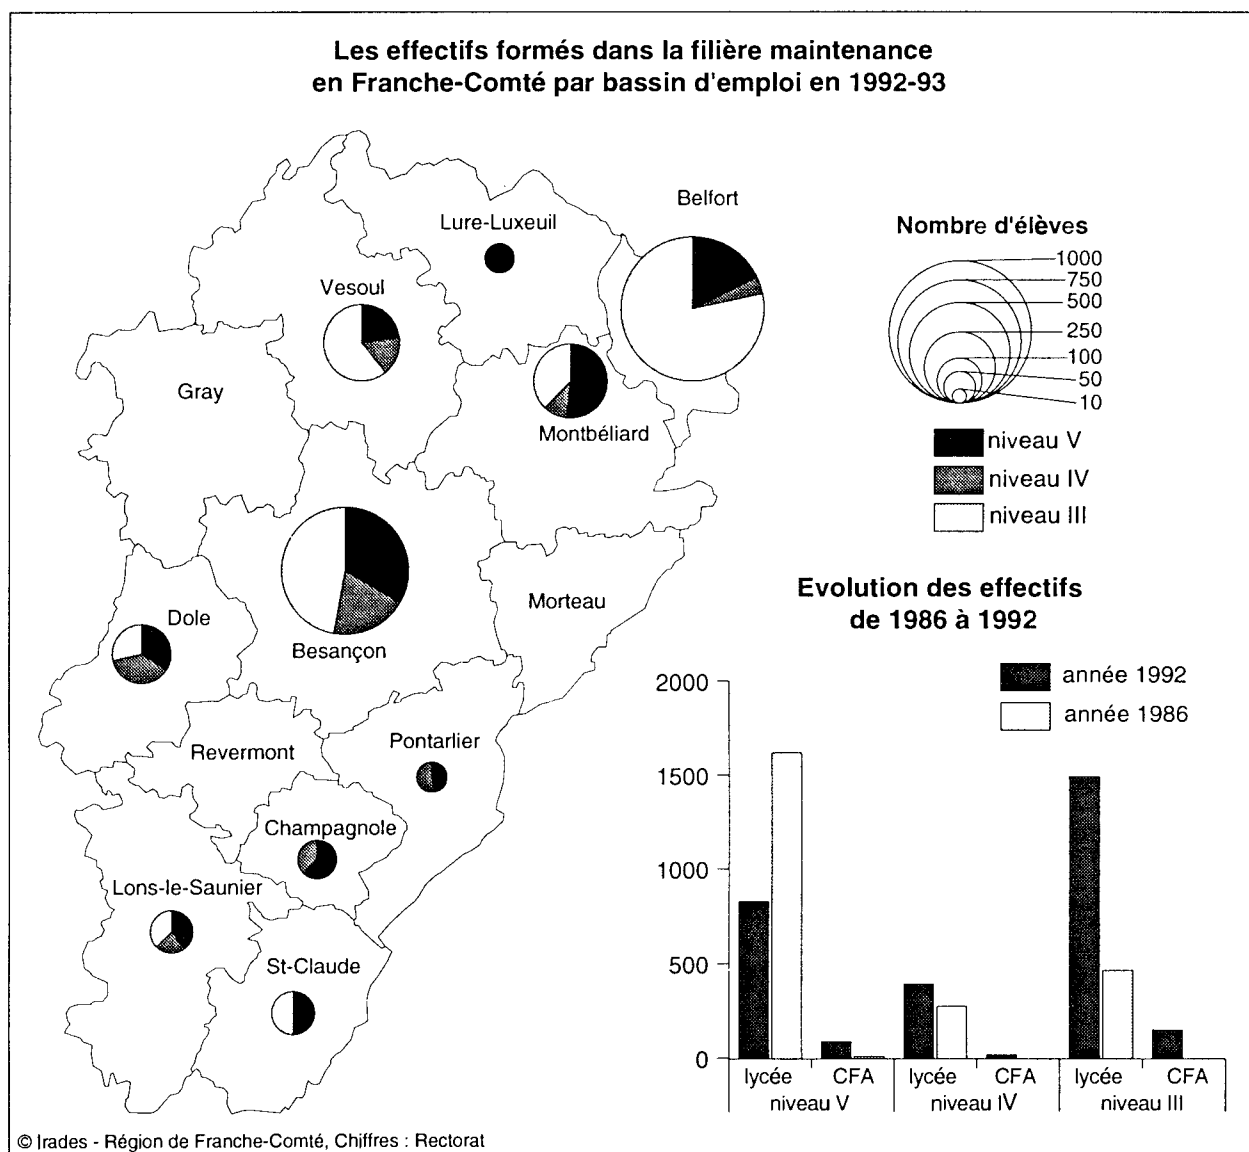 Les effectifs formés dans la filière maintenance
en Franche-Comté par bassin d'emploi en 1992-93
Belfort
Lure-Luxeuil
Vesoul
Gray
Montbéliard
Morteau
Dole
Besançon
Revermont
Pontarlier
Champagnole
Lons-le-Saunier
St-Claude
Nombre d'élèves
1000
750
500
250
100
50
10
niveau V
niveau IV
niveau III
Evolution des effectifs
de 1986 à 1992
année 1992
année 1986
2000
1500
1000
500
0
lycée CFA lycée CFA lycée CFA
niveau V niveau IV niveau III
© Irades - Région de Franche-Comté, Chiffres : Rectorat